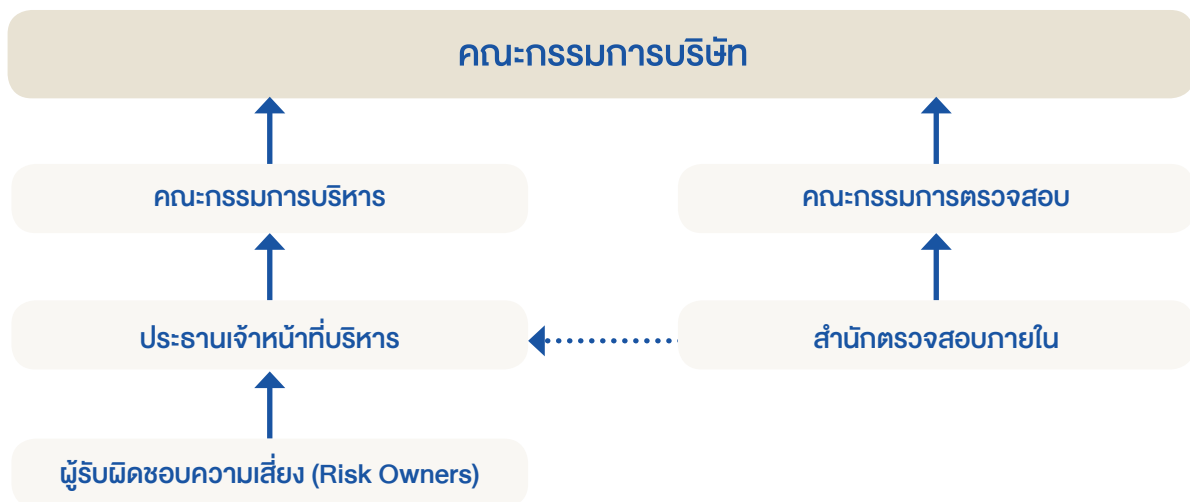 คณะกรรมการบริษัท
คณะกรรมการบริหาร
คณะกรรมการตรวจสอบ
ประธานเจ้าหน้าที่บริหาร
สำนักตรวจสอบภายใน
ผู้รับผิดชอบความเสี่ยง (Risk Owners)